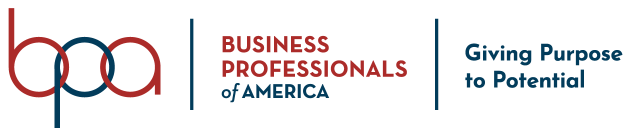 bpa
BUSINESS
PROFESSIONALS
of AMERICA
Giving Purpose
to Potential